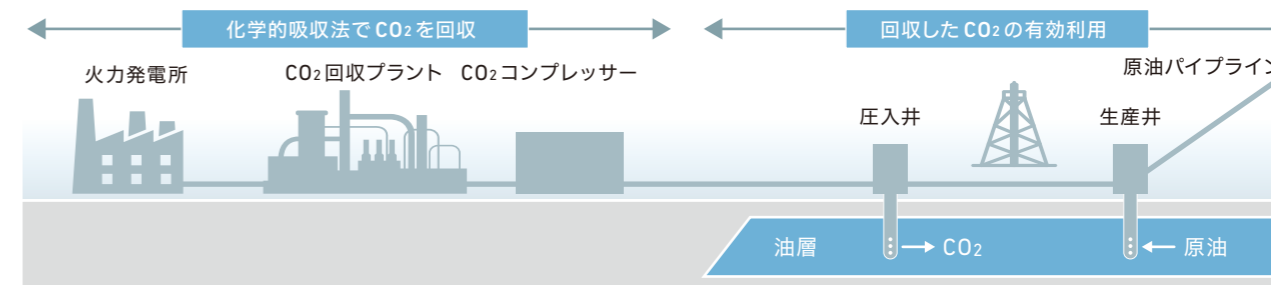 化学的吸収法でCO2を回収
回収したCO2の有効利用
火力発電所
CO2回収プラント
CO2コンプレッサー
原油パイプライン
圧入井
生産井
油層
CO2
原油